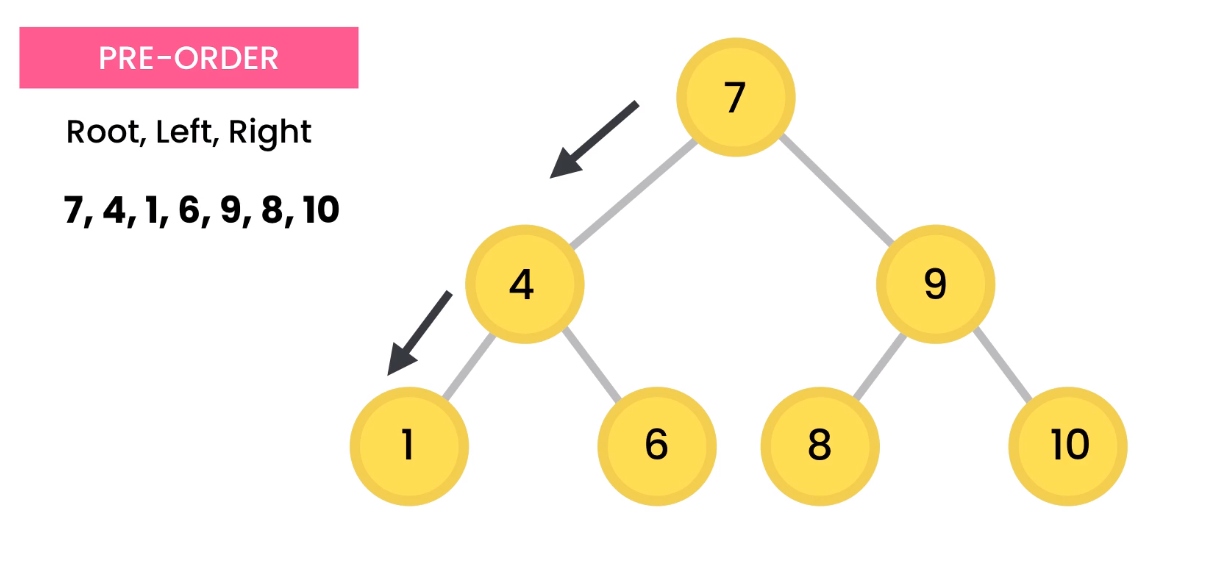 PRE-ORDER
Root, Left, Right
7, 4, 1, 6, 9, 8, 10
7
4
9
1
6
8
10